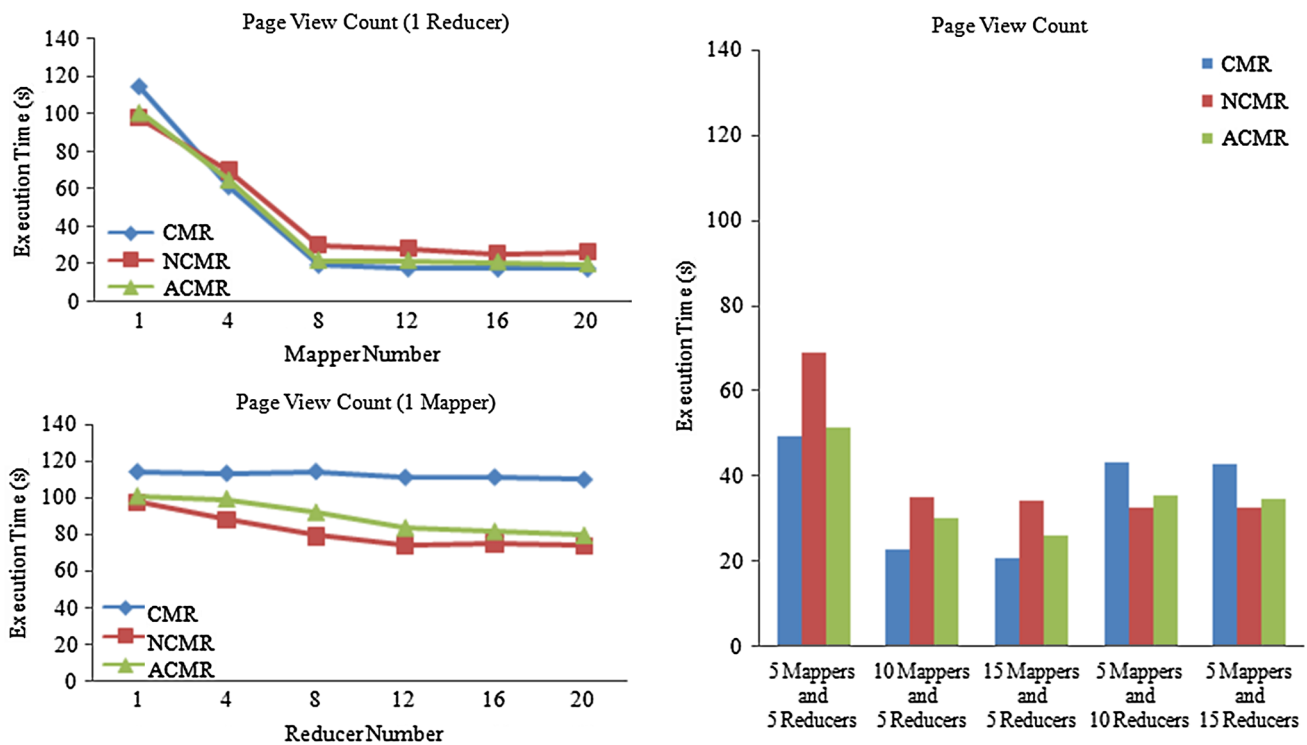 Page View Count (1 Reducer)
140
120
100
80
60
40
20
0
Execution Time (s)
CMR
NCMR
ACMR
1 4 8 12 16 20
Mapper Number
Page View Count (1 Mapper)
140
120
100
80
60
40
20
0
Execution Time (s)
CMR
NCMR
ACMR
1 4 8 12 16 20
Reducer Number
Page View Count
140
120
100
80
60
40
20
0
Execution Time (s)
CMR
NCMR
ACMR
5 Mappers and 5 Reducers
10 Mappers and 5 Reducers
15 Mappers and 5 Reducers
5 Mappers and 10 Reducers
5 Mappers and 15 Reducers